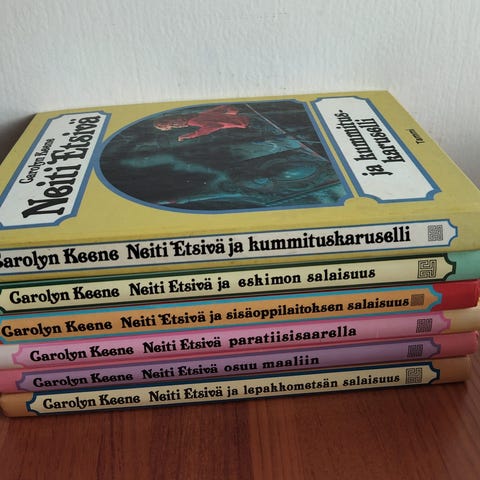 Carolyn Keene
Neiti Etsivä
ja kummitus-
karuselli
Tammi
Carolyn Keene Neiti Etsivä ja kummituskaruselli
Carolyn Keene Neiti Etsivä ja eskimon salaisuus
Carolyn Keene Neiti Etsivä ja sisäoppilaitoksen salaisuus
Carolyn Keene Neiti Etsivä paratiisisaarella
Carolyn Keene Neiti Etsivä osuu maaliin
Carolyn Keene Neiti Etsivä ja lepakkometsän salaisuus